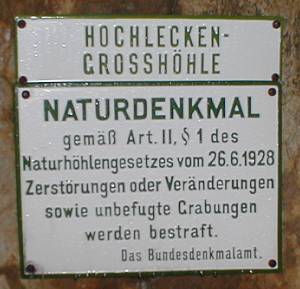 HOCHLECKEN-
GROSSHÖHLE
NATURDENKMAL
gemäß Art. II, § 1 des
Naturhöhlengesetzes vom 26.6.1928
Zerstörungen oder Veränderungen
sowie unbefugte Grabungen
werden bestraft.
Das Bundesdenkmalamt.